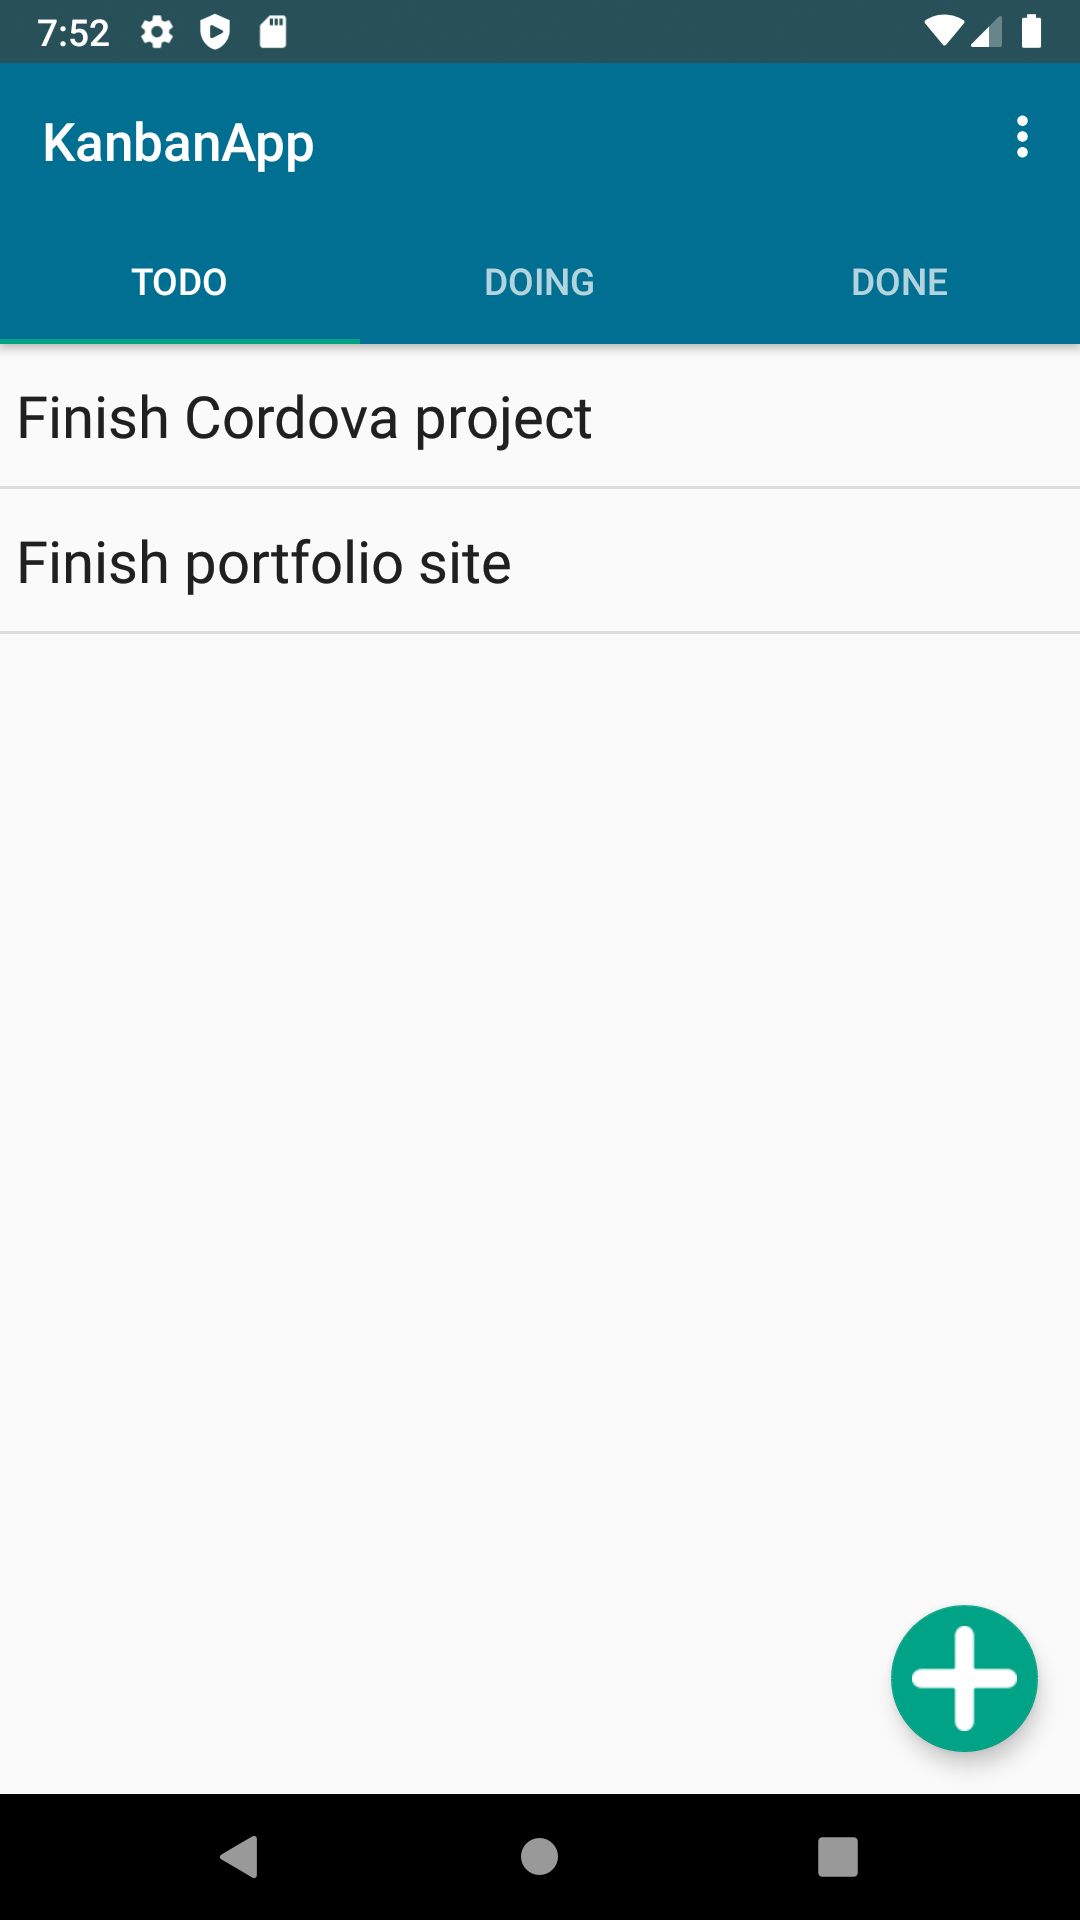 7:52
KanbanApp
TODO
DOING
DONE
Finish Cordova project
Finish portfolio site